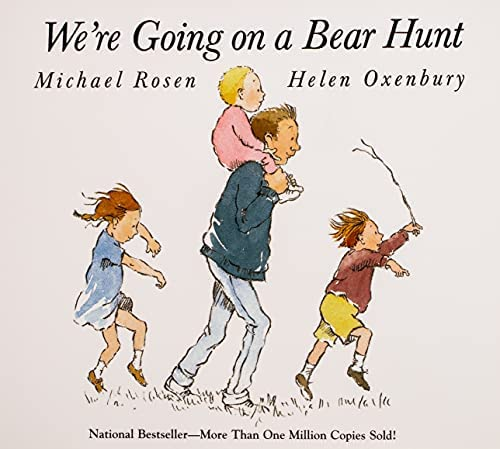 We're Going on a Bear Hunt
Michael Rosen Helen Oxenbury
National Bestseller—More Than One Million Copies Sold!